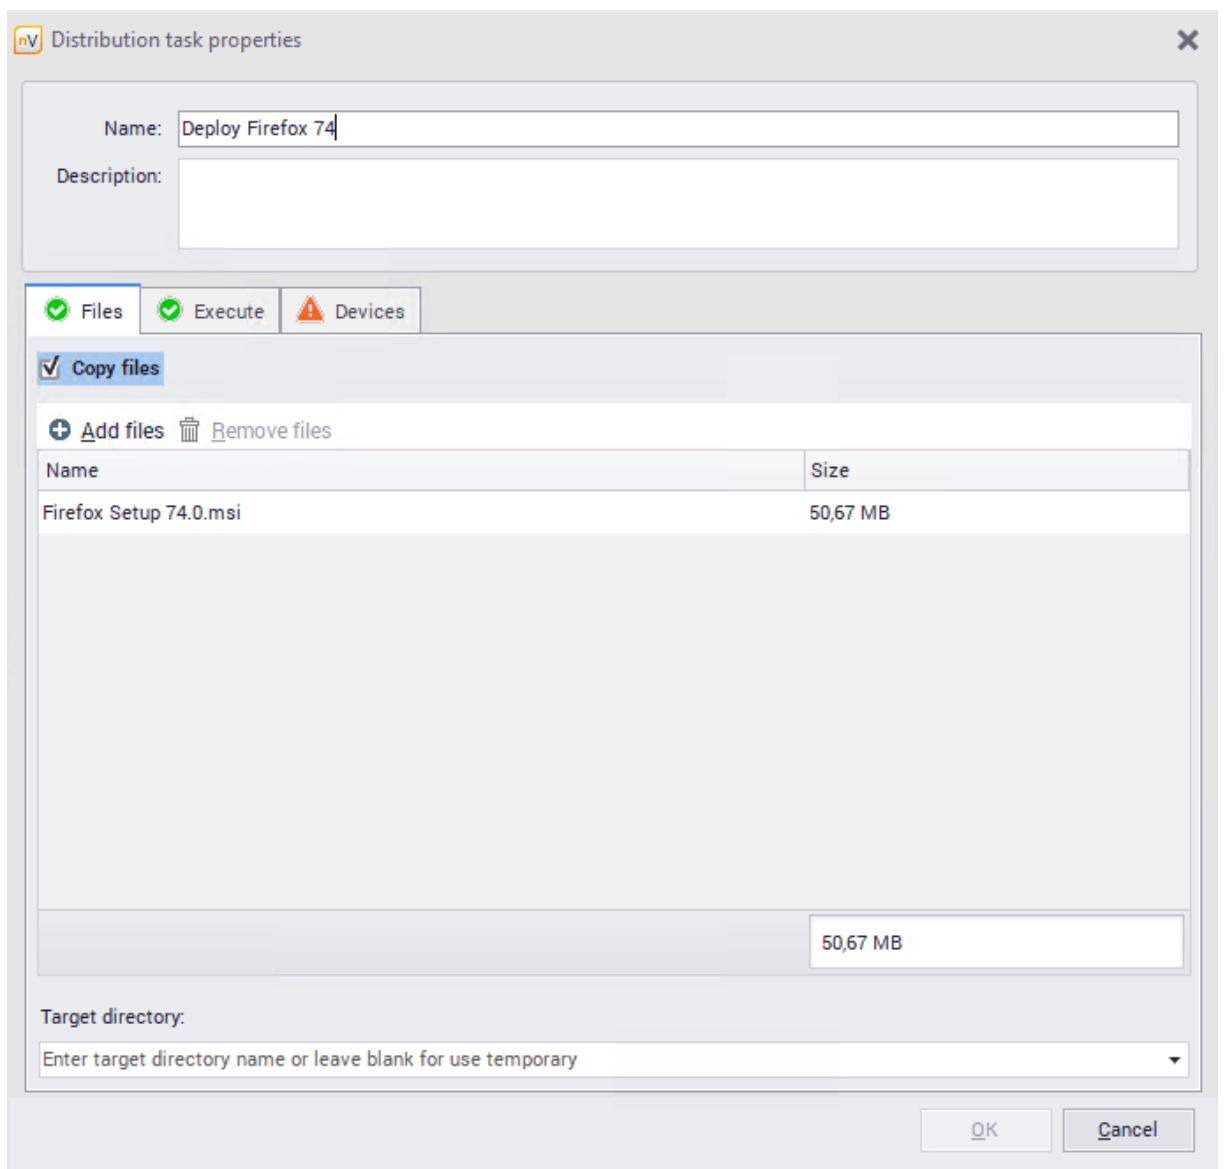 nV Distribution task properties
Name: Deploy Firefox 74
Description:
Files Execute Devices
Copy files
Add files Remove files
Name Size
Firefox Setup 74.0.msi 50,67 MB
50,67 MB
Target directory:
Enter target directory name or leave blank for use temporary
OK Cancel